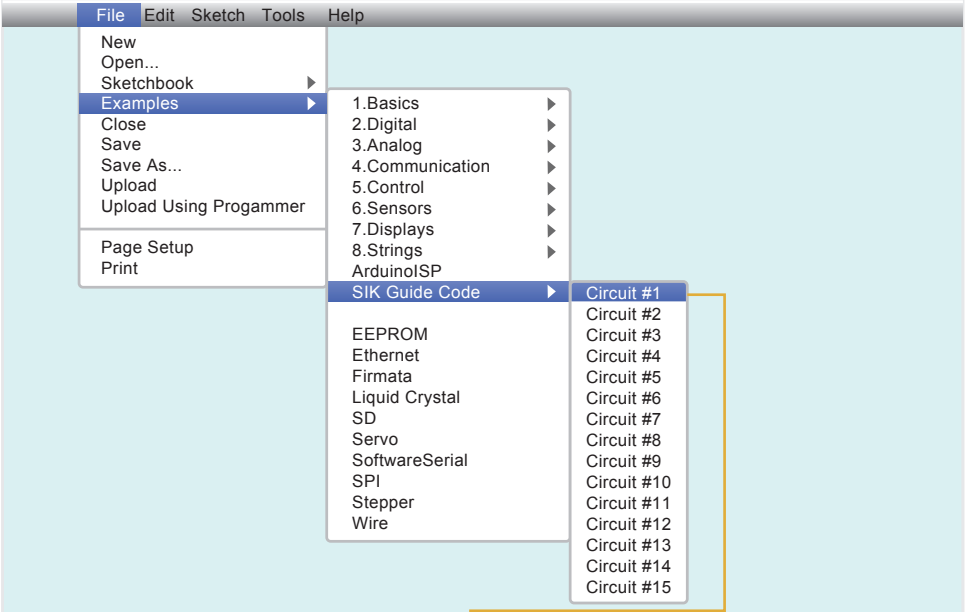 File Edit Sketch Tools Help
New
Open...
Sketchbook
Examples
Close
Save
Save As...
Upload
Upload Using Progammer
Page Setup
Print
1.Basics
2.Digital
3.Analog
4.Communication
5.Control
6.Sensors
7.Displays
8.Strings
ArduinoISP
SIK Guide Code
EEPROM
Ethernet
Firmata
Liquid Crystal
SD
Servo
SoftwareSerial
SPI
Stepper
Wire
Circuit #1
Circuit #2
Circuit #3
Circuit #4
Circuit #5
Circuit #6
Circuit #7
Circuit #8
Circuit #9
Circuit #10
Circuit #11
Circuit #12
Circuit #13
Circuit #14
Circuit #15